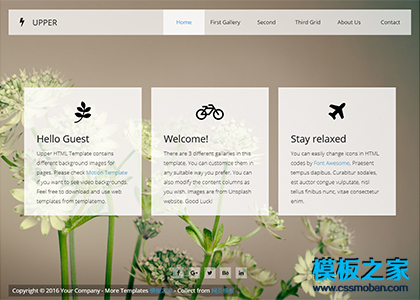 UPPER
Home First Gallery Second Third Grid About Us Contact
Hello Guest
Upper HTML Template contains
different background images for
pages. Please check Motion Template
if you want to see video backgrounds.
Feel free to download and use web
templates from templatemo.
Welcome!
There are 3 different galleries in this
template. You can customize them in
any suitable way you prefer. You can
also modify the content columns as
you wish. Images are from Unsplash
website. Good Luck!
Stay relaxed
You can easily change icons in HTML
codes by Font Awesome. Praesent
tempus dapibus. Curabitur sodales,
est auctor congue vulputate, nisl
tellus finibus nunc, vitae consectetur
enim.
Copyright © 2016 Your Company - More Templates - Collect from
模板之家
www.cssmoban.com